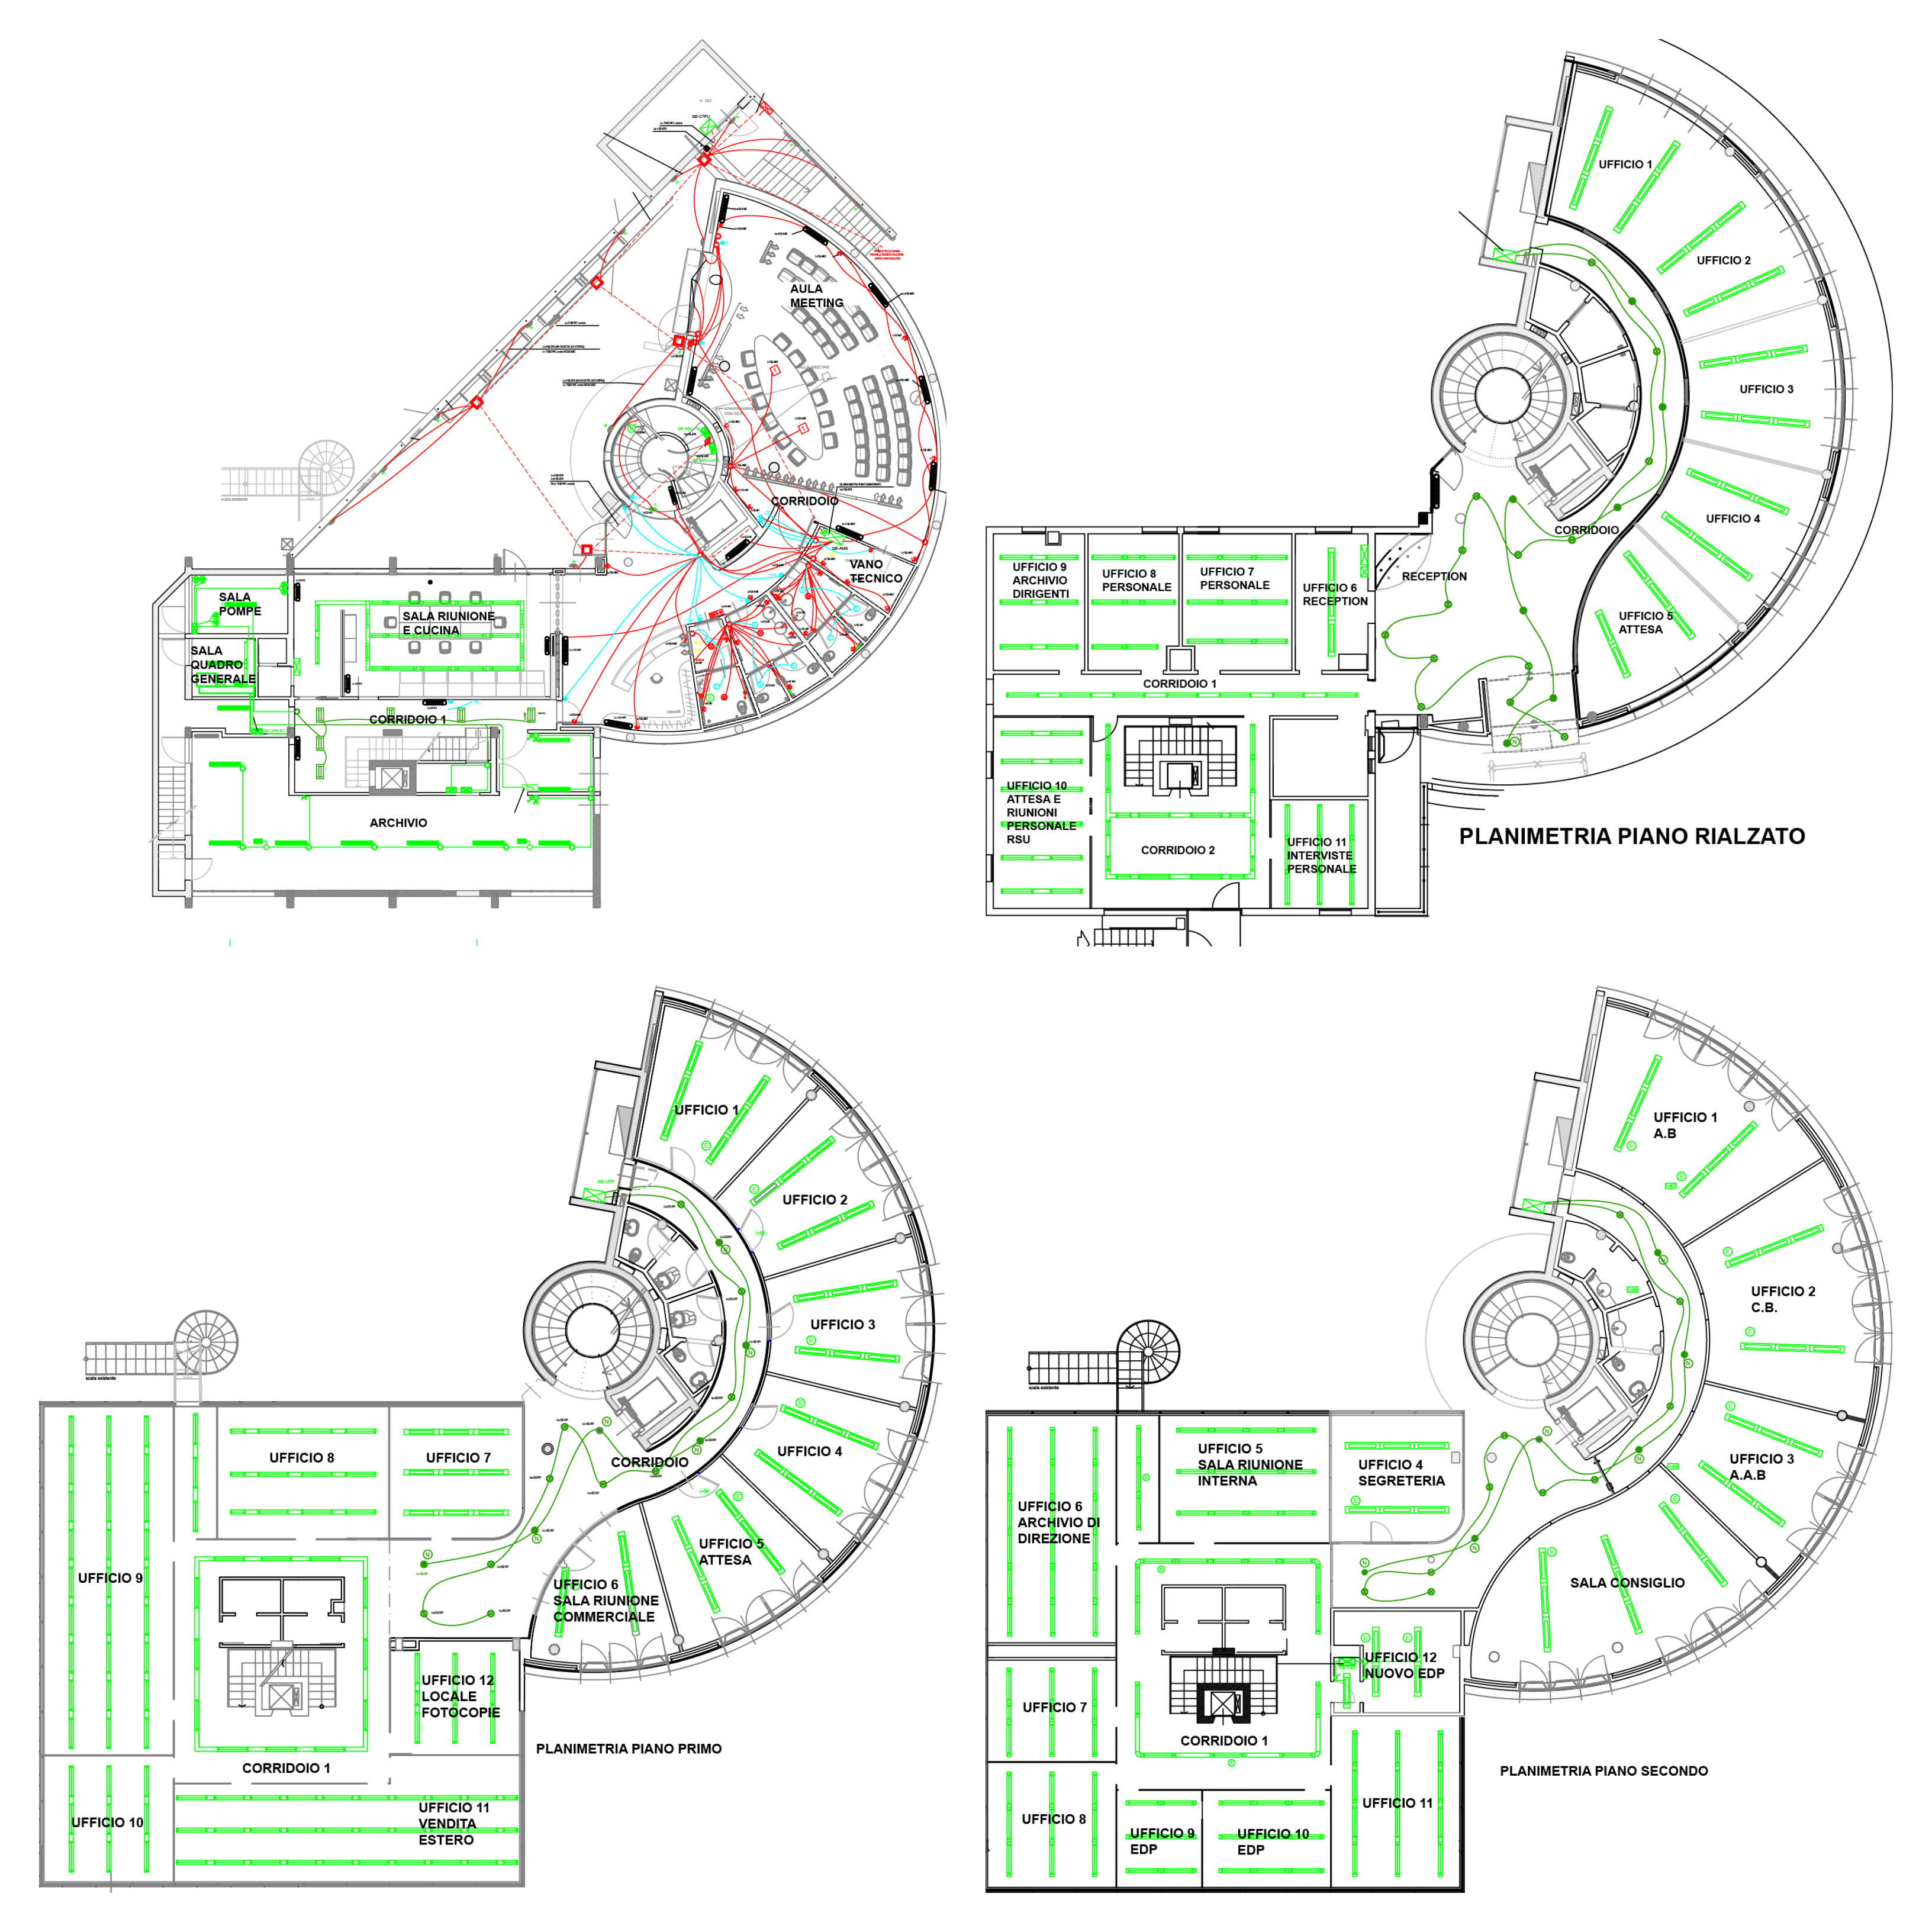 AULA
MEETING
CORRIDOIO
VANO
TECNICO
SALA
POMPE
SALA RIUNIONE
E CUCINA
SALA
QUADRO
GENERALE
CORRIDOIO 1
ARCHIVIO
scala esistente
UFFICIO 1
UFFICIO 2
UFFICIO 3
UFFICIO 4
CORRIDOIO
UFFICIO 5
ATTESA
RECEPTION
UFFICIO 9
ARCHIVIO
DIRIGENTI
UFFICIO 8
PERSONALE
UFFICIO 7
PERSONALE
UFFICIO 6
RECEPTION
CORRIDOIO 1
UFFICIO 10
ATTESA E
RIUNIONI
PERSONALE
RSU
CORRIDOIO 2
UFFICIO 11
INTERVISTE
PERSONALE
N
PLANIMETRIA PIANO RIALZATO
UFFICIO 1
UFFICIO 2
UFFICIO 3
UFFICIO 4
CORRIDOIO
UFFICIO 5
ATTESA
UFFICIO 6
SALA RIUNIONE
COMMERCIALE
scala esistente
UFFICIO 8
UFFICIO 7
UFFICIO 9
UFFICIO 12
LOCALE
FOTOCOPIE
CORRIDOIO 1
UFFICIO 10
UFFICIO 11
VENDITA
ESTERO
PLANIMETRIA PIANO PRIMO
UFFICIO 1
A.B
UFFICIO 2
C.B.
UFFICIO 3
A.A.B
SALA CONSIGLIO
scala esistente
UFFICIO 5
SALA RIUNIONE
INTERNA
UFFICIO 4
SEGRETERIA
UFFICIO 6
ARCHIVIO DI
DIREZIONE
UFFICIO 12
NUOVO EDP
UFFICIO 7
CORRIDOIO 1
UFFICIO 8
UFFICIO 9
EDP
UFFICIO 10
EDP
UFFICIO 11
PLANIMETRIA PIANO SECONDO